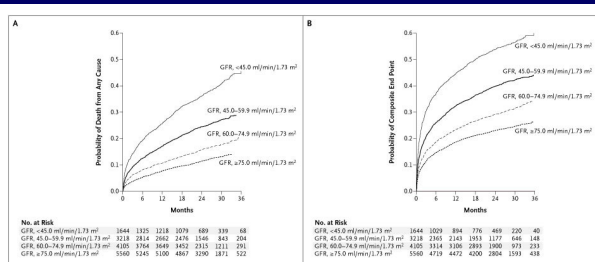 A
0.6
0.5
0.4
0.3
0.2
0.1
0.0
Probability of Death from Any Cause
GFR, <45.0 ml/min/1.73 m²
GFR, 45.0–59.9 ml/min/1.73 m²
GFR, 60.0–74.9 ml/min/1.73 m²
GFR, ≥75.0 ml/min/1.73 m²
0 6 12 18 24 30 36
Months
No. at Risk
GFR, <45.0 ml/min/1.73 m² 1644 1325 1218 1079 689 339 68
GFR, 45.0–59.9 ml/min/1.73 m² 3218 2814 2662 2476 1546 843 204
GFR, 60.0–74.9 ml/min/1.73 m² 4105 3764 3649 3452 2315 1211 291
GFR, ≥75.0 ml/min/1.73 m² 5560 5245 5100 4867 3290 1871 522
B
0.6
0.5
0.4
0.3
0.2
0.1
0.0
Probability of Composite End Point
GFR, <45.0 ml/min/1.73 m²
GFR, 45.0–59.9 ml/min/1.73 m²
GFR, 60.0–74.9 ml/min/1.73 m²
GFR, ≥75.0 ml/min/1.73 m²
0 6 12 18 24 30 36
Months
No. at Risk
GFR, <45.0 ml/min/1.73 m² 1644 1029 894 776 469 220 40
GFR, 45.0–59.9 ml/min/1.73 m² 3218 2363 2143 1953 1177 646 148
GFR, 60.0–74.9 ml/min/1.73 m² 4105 3314 3106 2893 1900 973 233
GFR, ≥75.0 ml/min/1.73 m² 5560 4719 4472 4200 2804 1593 438